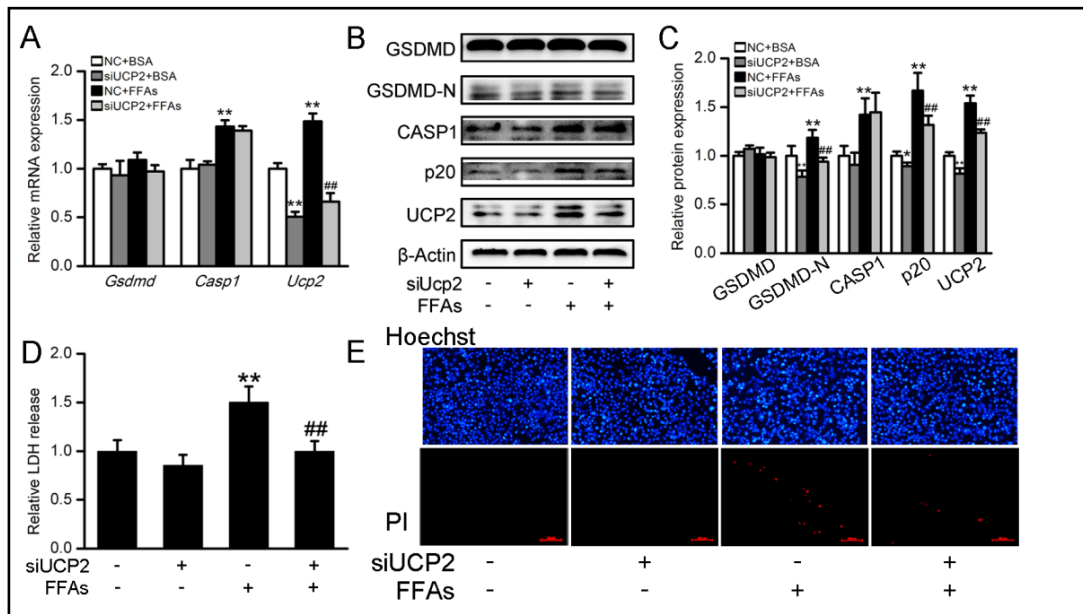 A
NC+BSA
siUCP2+BSA
NC+FFAs
siUCP2+FFAs
Relative mRNA expression
2.0
1.5
1.0
0.5
0.0
**
**
**
##
Gsdmd Casp1 Ucp2
B
GSDMD
GSDMD-N
CASP1
p20
UCP2
β-Actin
siUcp2 - + - +
FFAs - - + +
C
NC+BSA
siUCP2+BSA
NC+FFAs
siUCP2+FFAs
Relative protein expression
2.0
1.5
1.0
0.5
0.0
** ** ** ** ** * ## ## ##
GSDMD GSDMD-N CASP1 p20 UCP2
D
Relative LDH release
2.0
1.5
1.0
0.5
0.0
**
##
siUCP2 - + - +
FFAs - - + +
E
Hoechst
PI
siUCP2 - + - +
FFAs - - + +